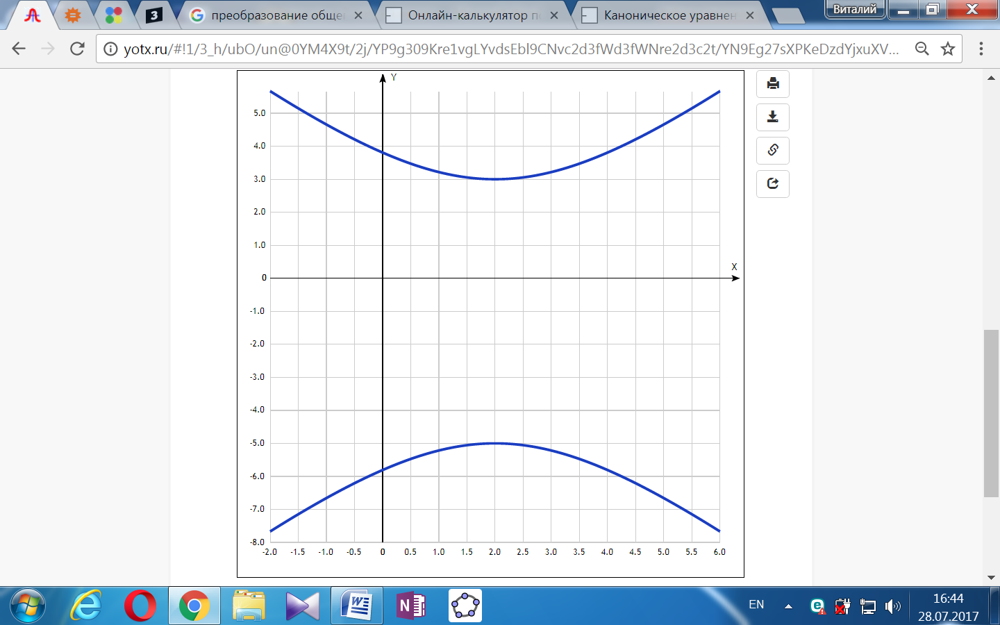 3
преобразование обще
Онлайн-калькулятор п
Каноническое уравнен
Виталий
yotx.ru/#!1/3_h/ubO/un@0YM4X9t/2j/YP9g309Kre1vgLYvdsEbl9CNvc2d3fWd3fWNre2d3c2t/YN9Eg27sXPKeDzdYjxuXV...
Y
5.0
4.0
3.0
2.0
1.0
X
0
-1.0
-2.0
-3.0
-4.0
-5.0
-6.0
-7.0
-8.0
-2.0 -1.5 -1.0 -0.5 0 0.5 1.0 1.5 2.0 2.5 3.0 3.5 4.0 4.5 5.0 5.5 6.0
EN
16:44
28.07.2017